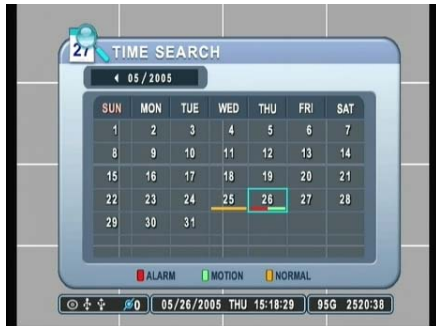 27 TIME SEARCH
05/2005
SUN MON TUE WED THU FRI SAT
1 2 3 4 5 6 7
8 9 10 11 12 13 14
15 16 17 18 19 20 21
22 23 24 25 26 27 28
29 30 31
ALARM MOTION NORMAL
0 05/26/2005 THU 15:18:29 95G 2520:38